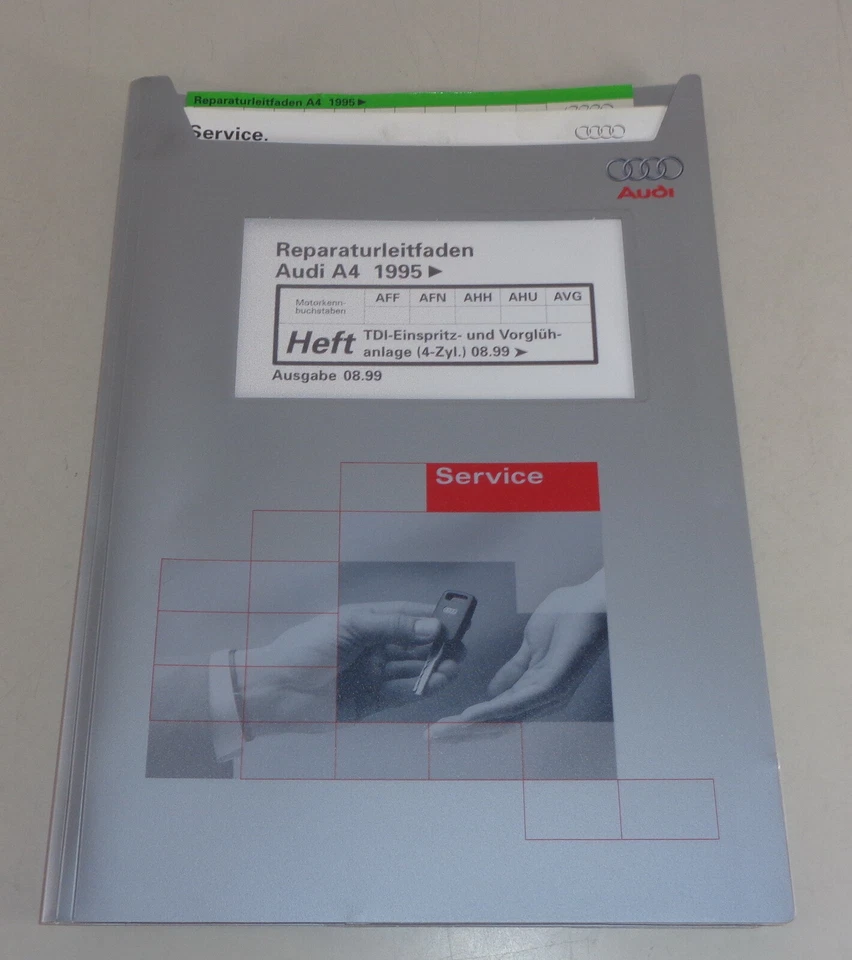 Reparaturleitfaden A4 1995 ►
Service.
Audi
Reparaturleitfaden
Audi A4 1995 ►
Motorkenn-
buchstaben
AFF AFN AHH AHU AVG
Heft
TDI-Einspritz- und Vorglüh-
anlage (4-Zyl.) 08.99 ➤
Ausgabe 08.99
Service